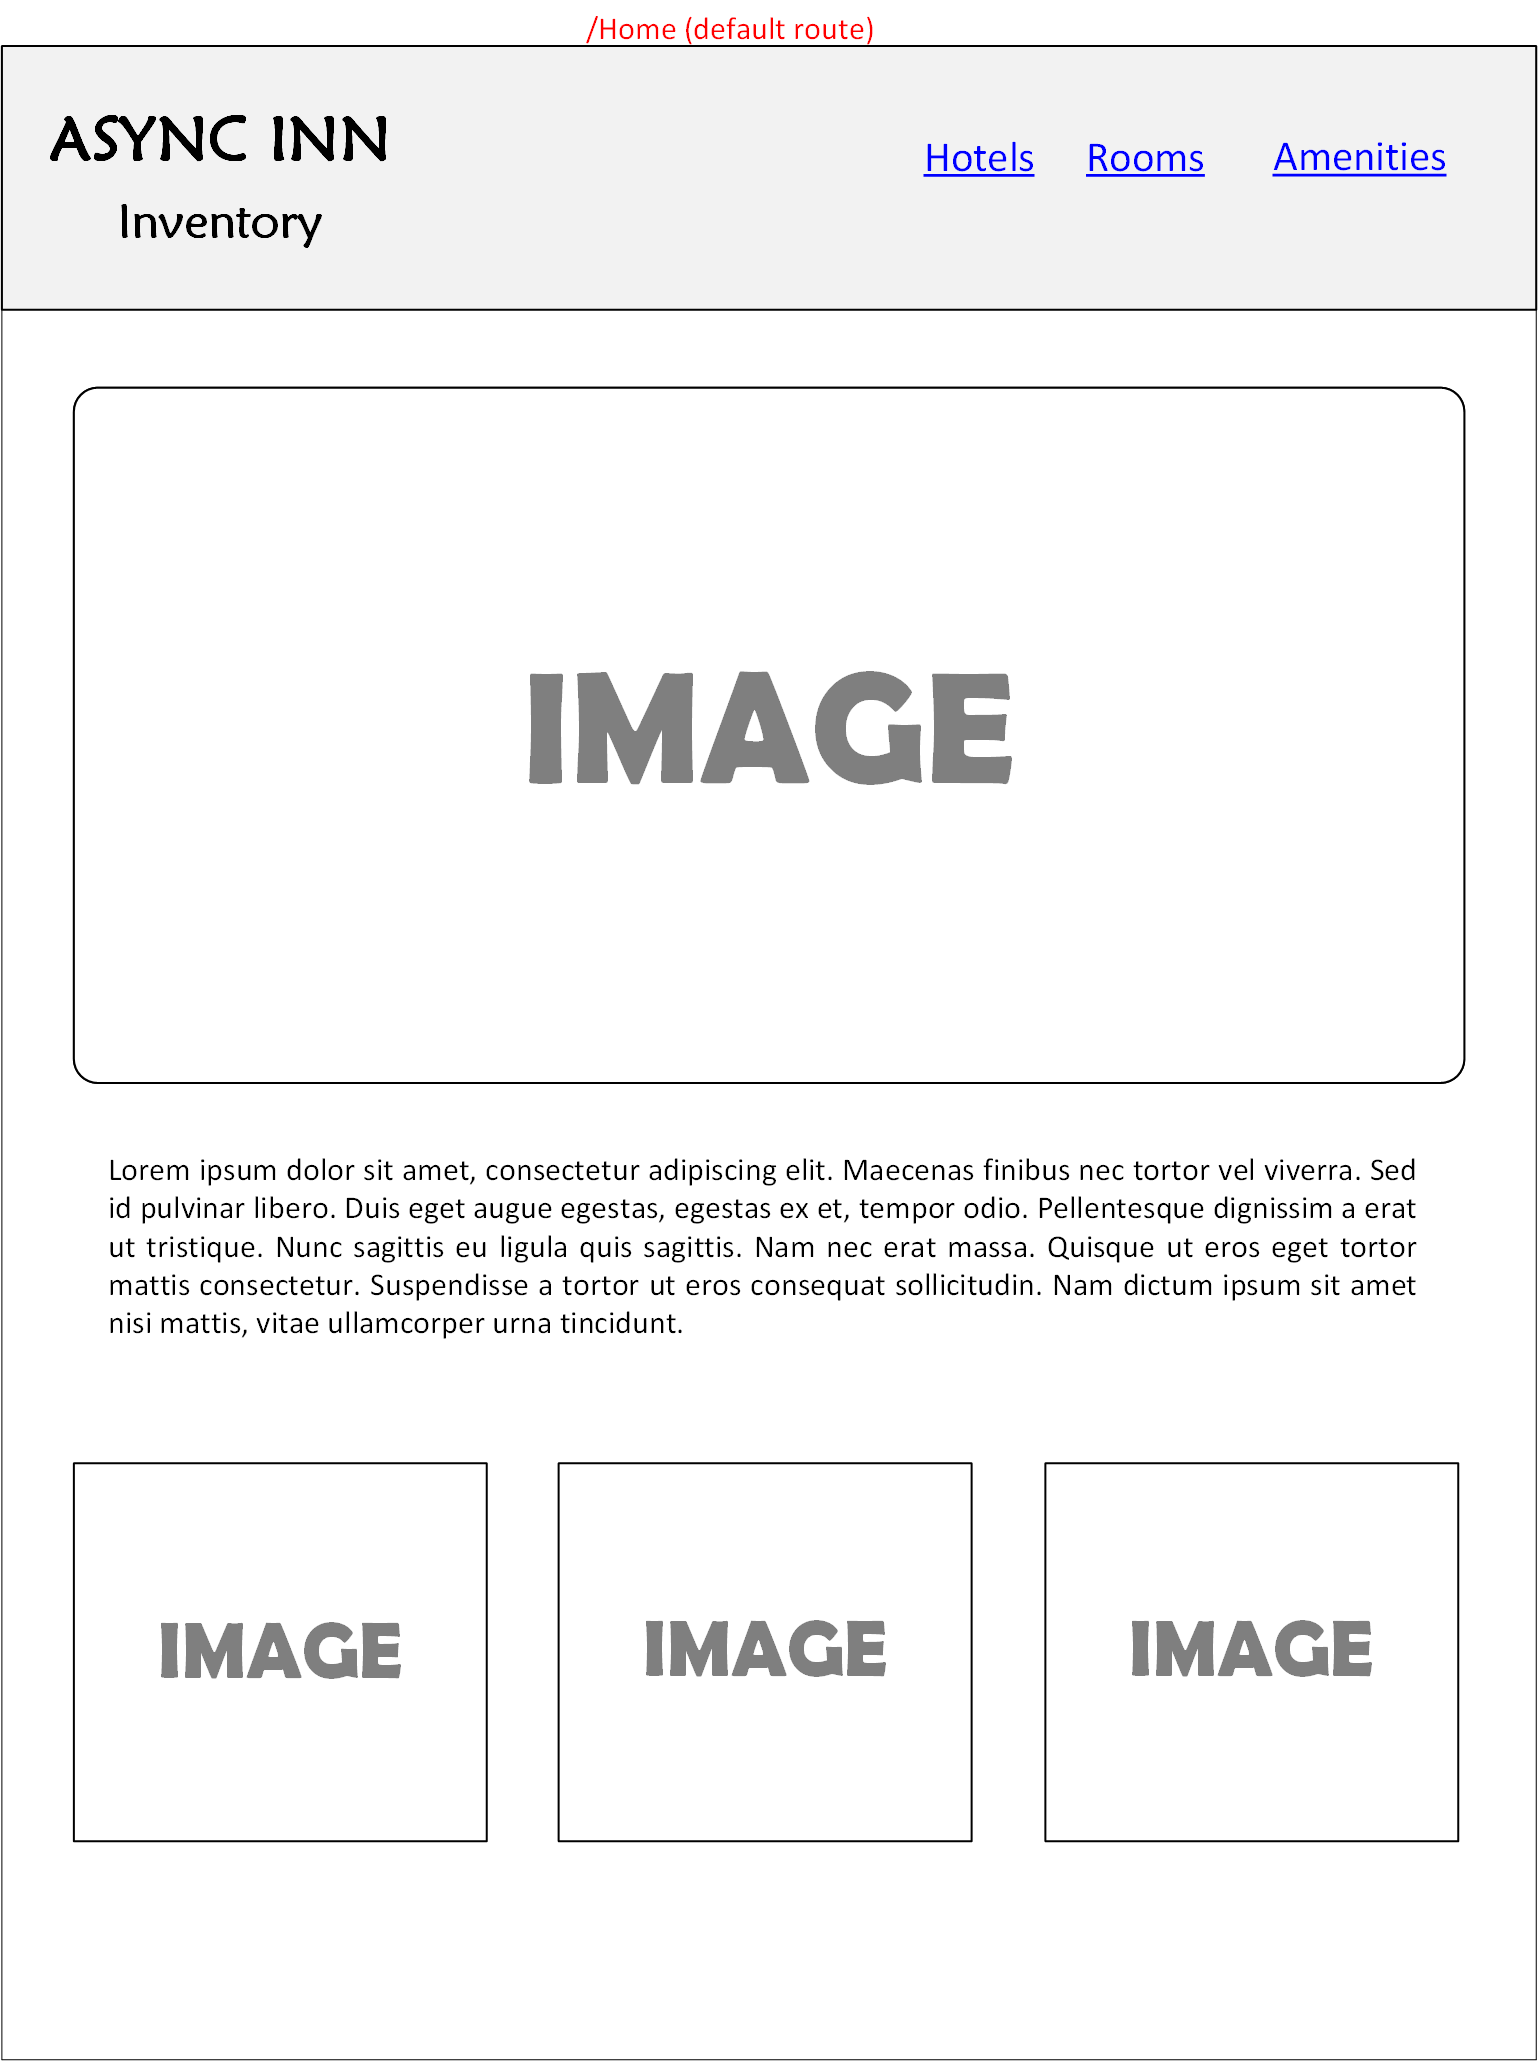 /Home (default route)
ASYNC INN
Inventory
Hotels Rooms Amenities
IMAGE
Lorem ipsum dolor sit amet, consectetur adipiscing elit. Maecenas finibus nec tortor vel viverra. Sed
id pulvinar libero. Duis eget augue egestas, egestas ex et, tempor odio. Pellentesque dignissim a erat
ut tristique. Nunc sagittis eu ligula quis sagittis. Nam nec erat massa. Quisque ut eros eget tortor
mattis consectetur. Suspendisse a tortor ut eros consequat sollicitudin. Nam dictum ipsum sit amet
nisi mattis, vitae ullamcorper urna tincidunt.
IMAGE IMAGE IMAGE